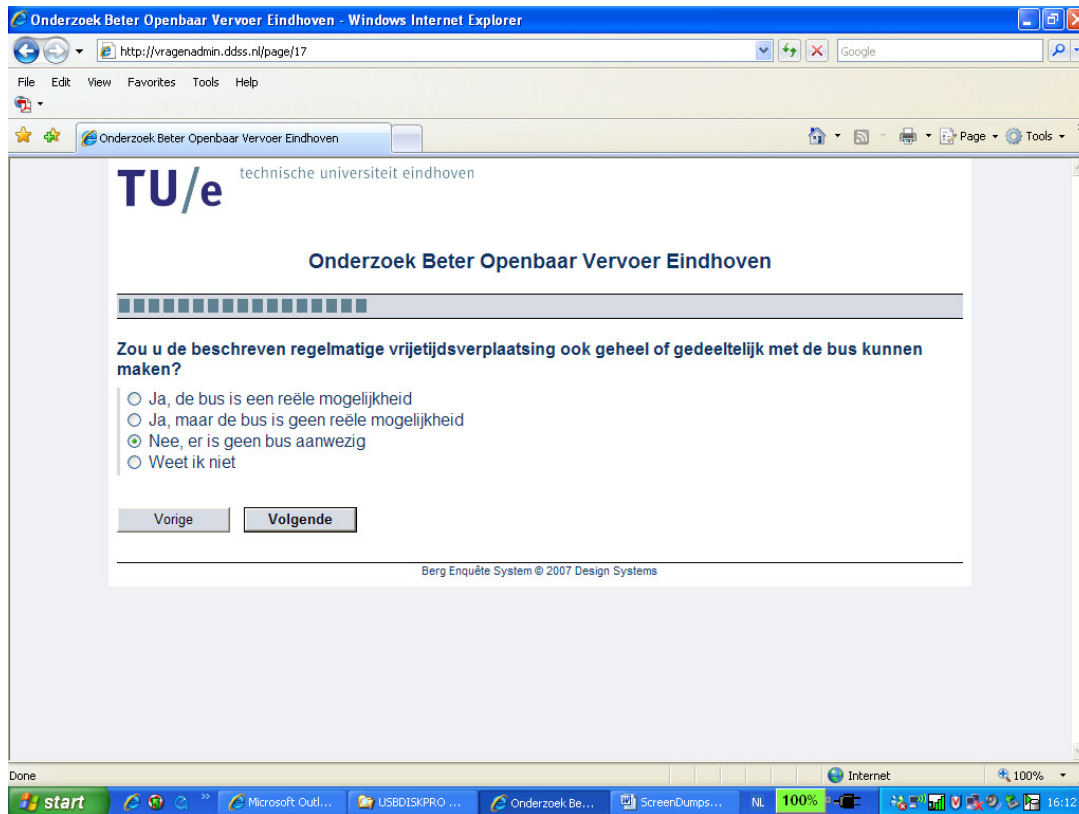 Onderzoek Beter Openbaar Vervoer Eindhoven - Windows Internet Explorer
http://vragenadmin.ddss.nl/page/17
Google
File Edit View Favorites Tools Help
Onderzoek Beter Openbaar Vervoer Eindhoven
Page Tools
TU/e technische universiteit eindhoven
Onderzoek Beter Openbaar Vervoer Eindhoven
Zou u de beschreven regelmatige vrijetijdsverplaatsing ook geheel of gedeeltelijk met de bus kunnen
maken?
Ja, de bus is een reële mogelijkheid
Ja, maar de bus is geen reële mogelijkheid
Nee, er is geen bus aanwezig
Weet ik niet
Vorige Volgende
Berg Enquête System © 2007 Design Systems
Done Internet 100%
start Microsoft Outl... USBDISKPRO ... Onderzoek Be... ScreenDumps... NL 100% 16:12